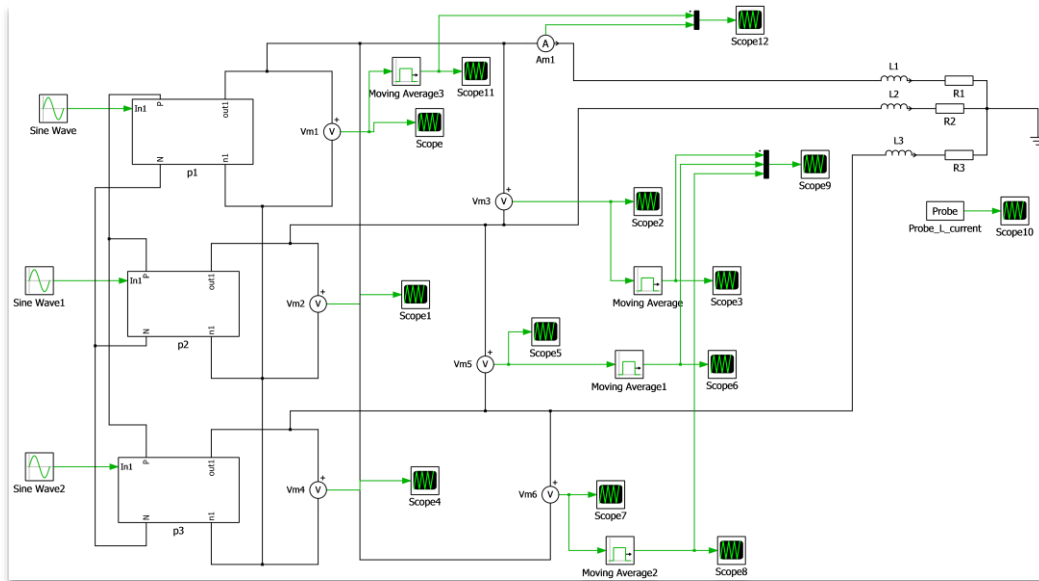 Scope12
A
Am1
L1
R1
Moving Average3
Scope11
L2
R2
Sine Wave
In1
P
out1
Vm1
V
+
Scope
L3
R3
N
n1
p1
Scope9
Vm3
V
+
Scope2
Probe
Probe_L_current
Scope10
Sine Wave1
In1
P
out1
Vm2
V
+
Scope1
Moving Average
Scope3
N
n1
p2
Scope5
Vm5
V
+
Moving Average1
Scope6
Sine Wave2
In1
P
out1
Vm4
V
+
Scope4
Vm6
V
+
Scope7
N
n1
p3
Moving Average2
Scope8